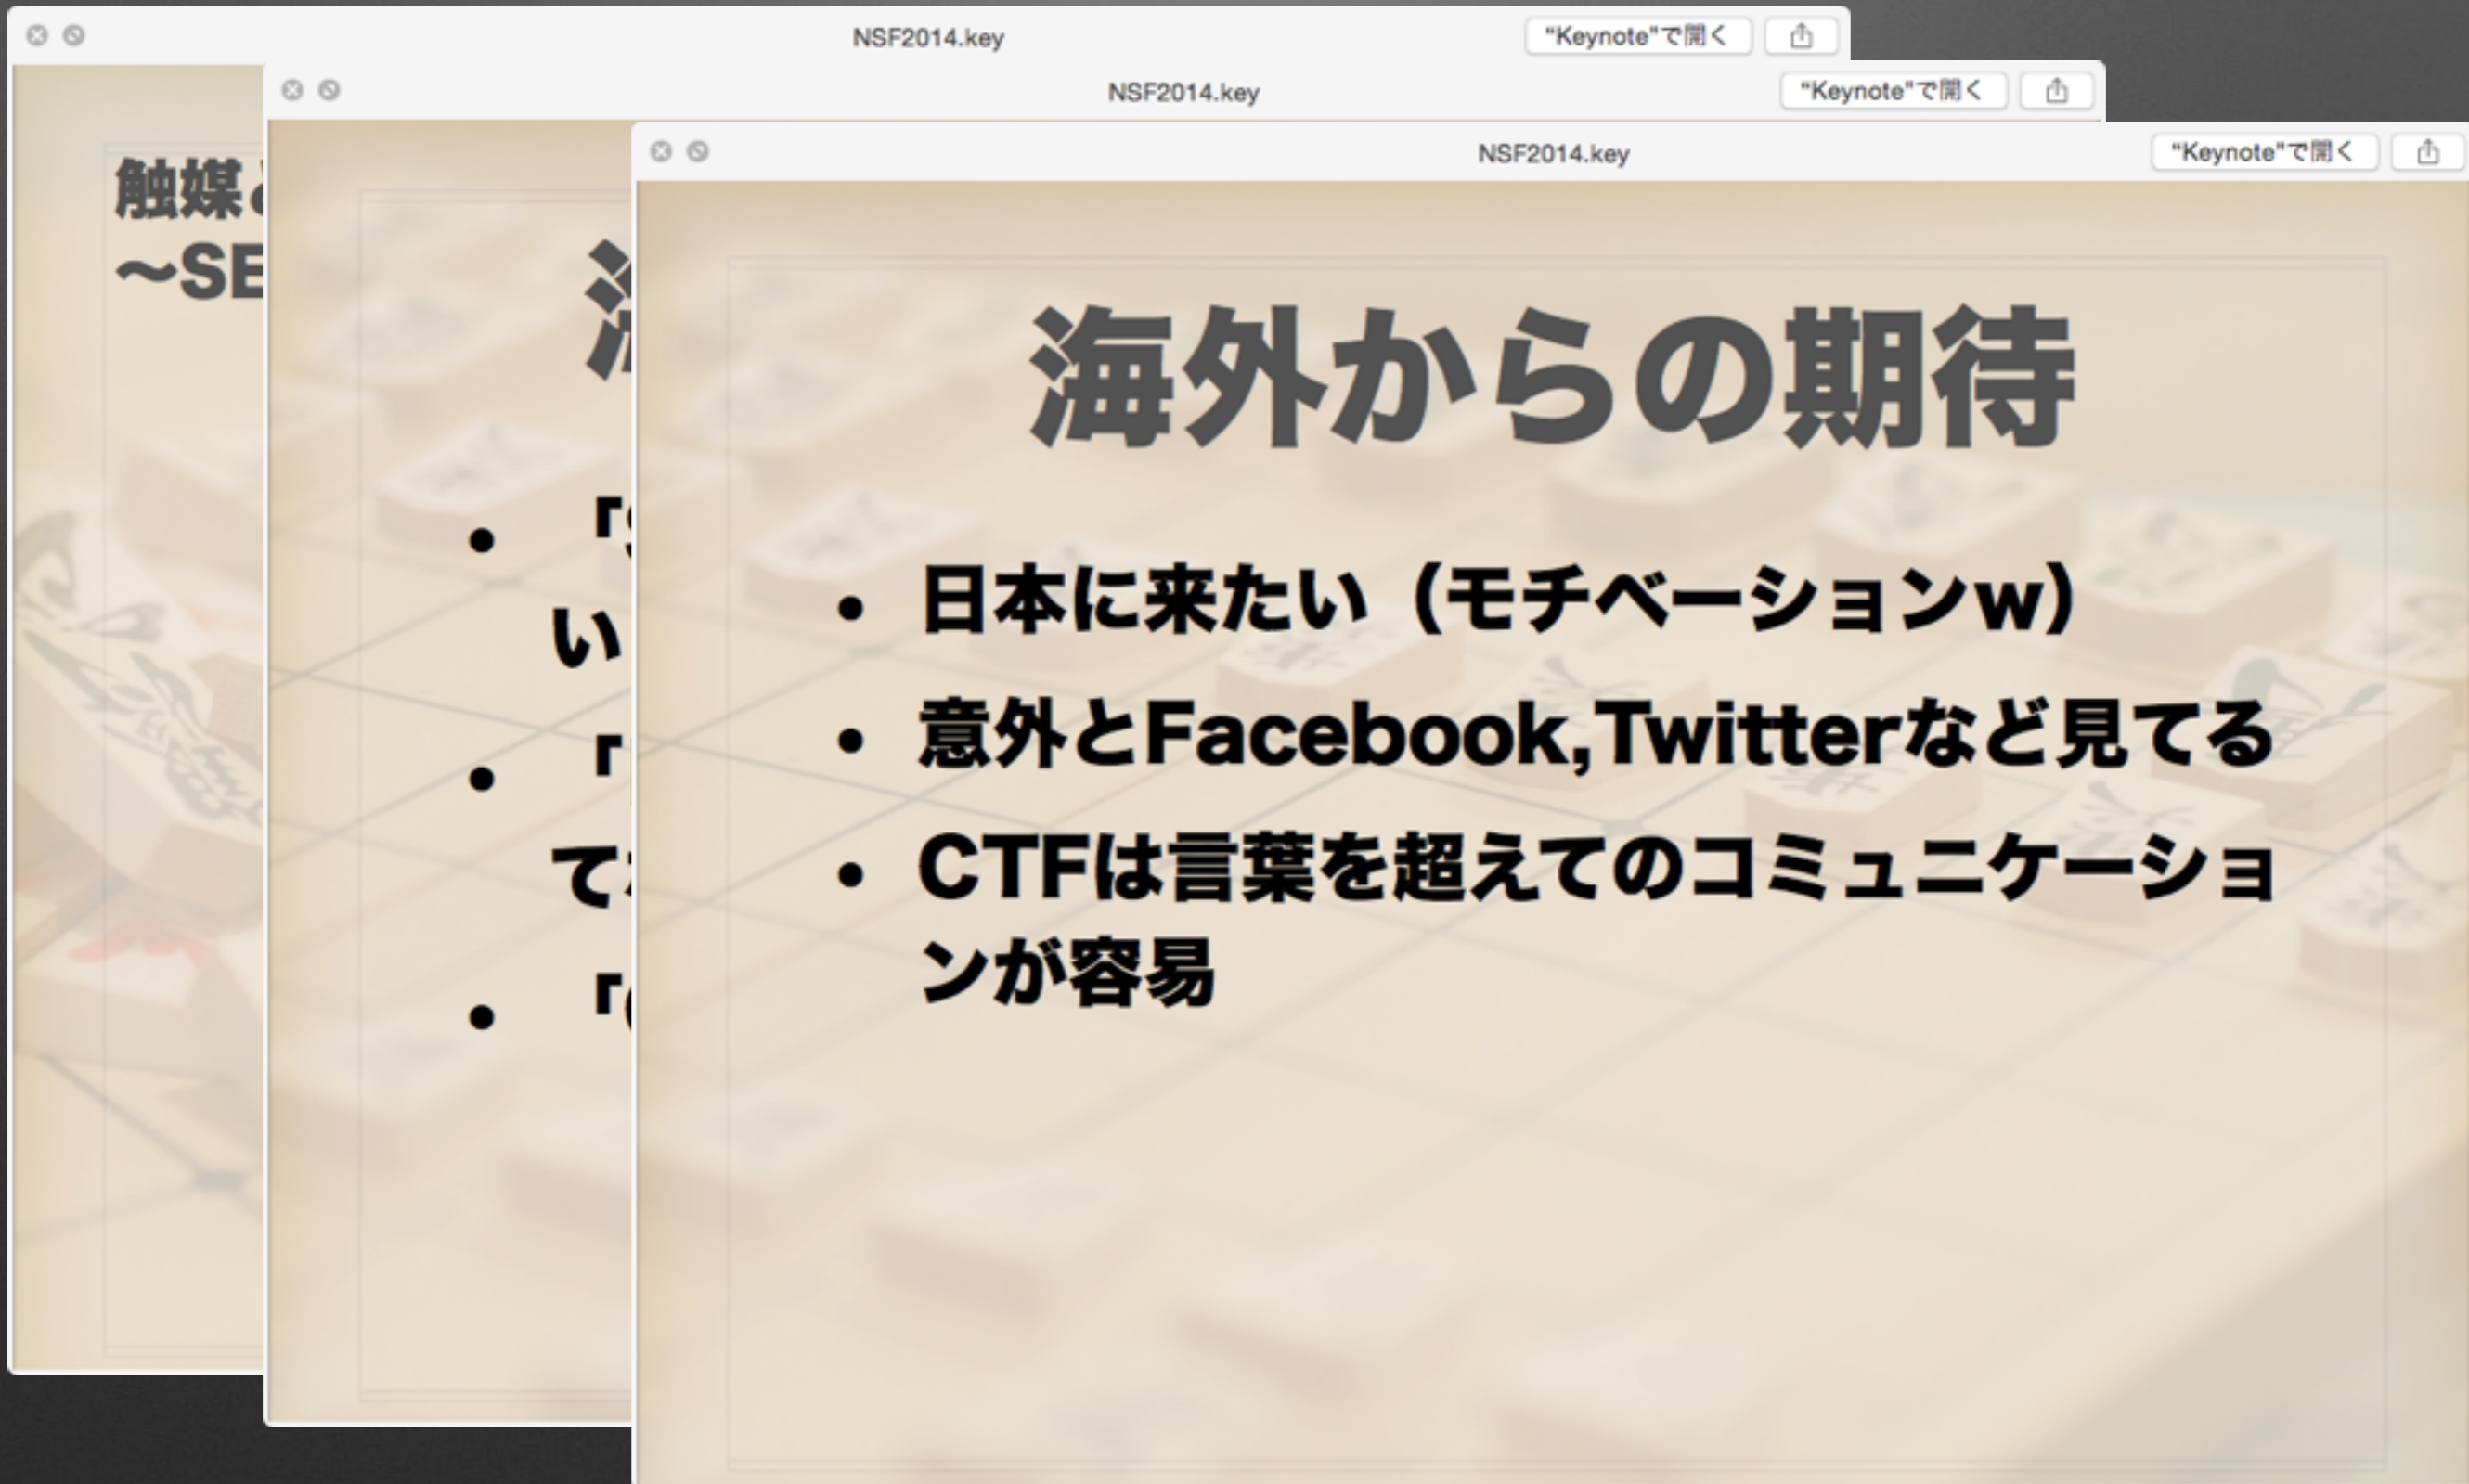 NSF2014.key
“Keynote”で開く
触媒
〜SE
NSF2014.key
“Keynote”で開く
い
「
NSF2014.key
“Keynote”で開く
海外からの期待
• 日本に来たい（モチベーションw）
• 意外とFacebook,Twitterなど見てる
• CTFは言葉を超えてのコミュニケーショ
ンが容易